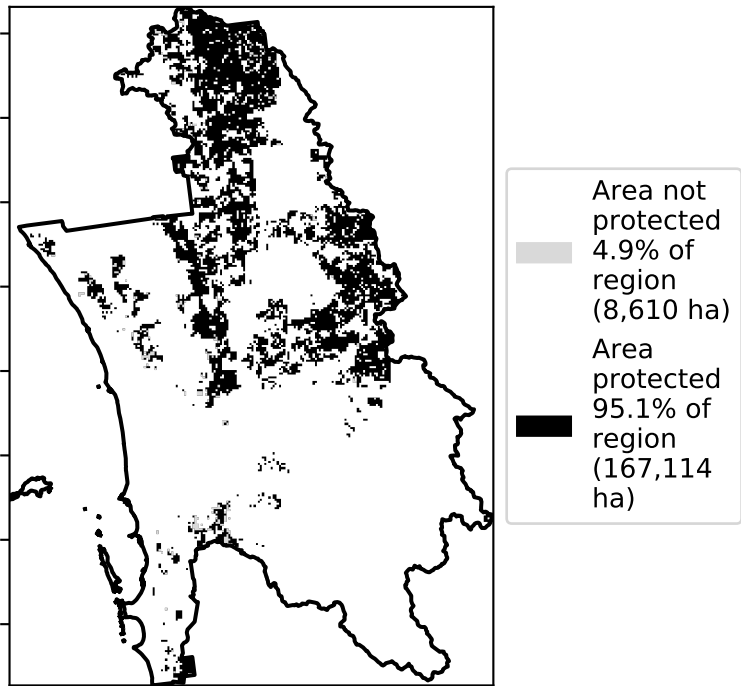 Area not
protected
4.9% of
region
(8,610 ha)
Area
protected
95.1% of
region
(167,114
ha)